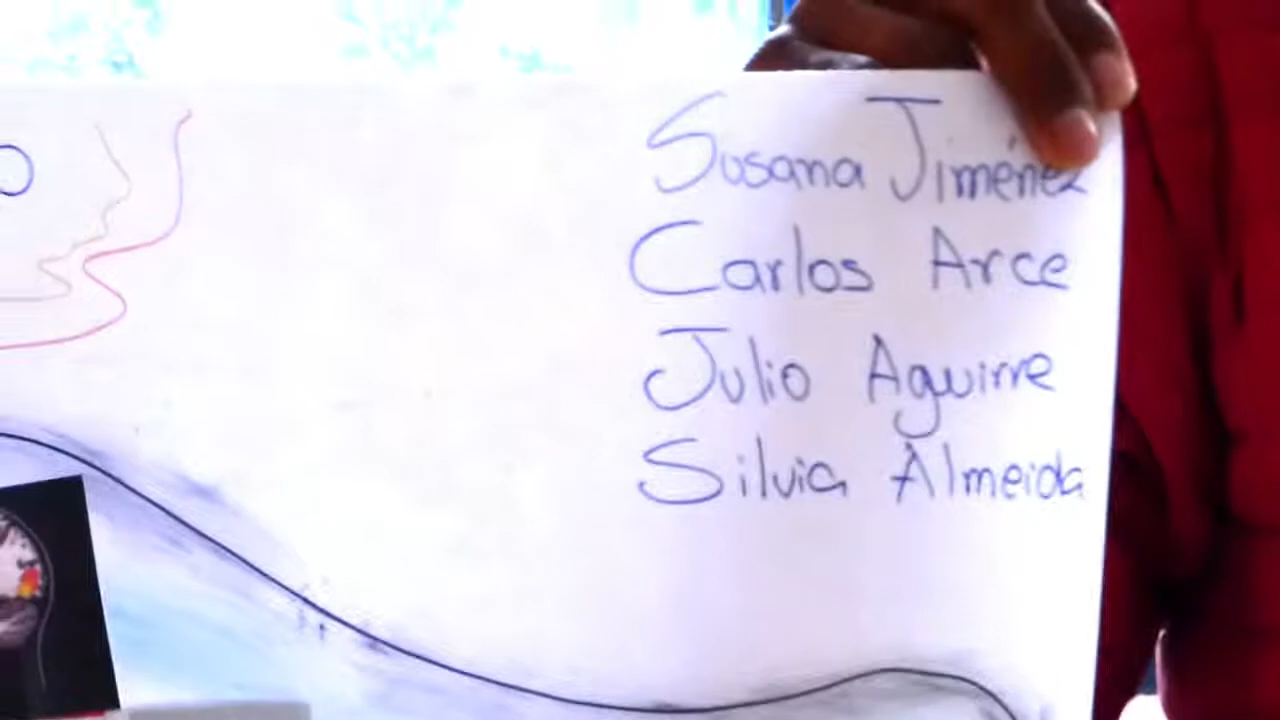 Susana Jiménez
Carlos Arce
Julio Aguirre
Silvia Almeida